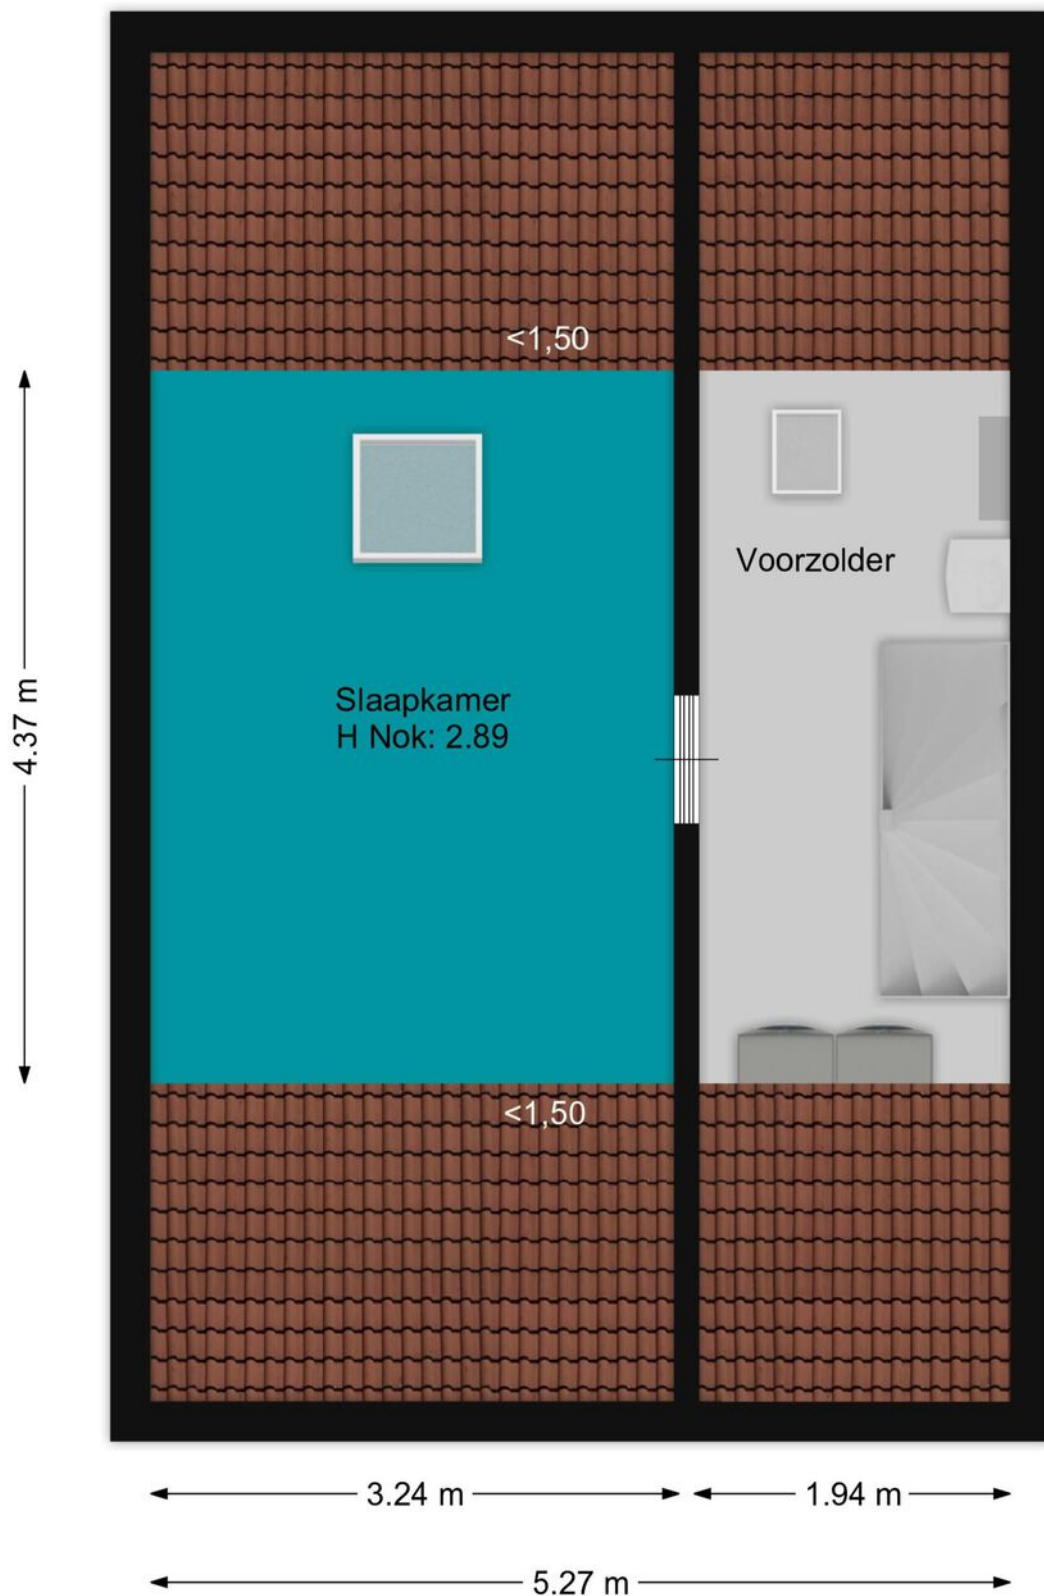 <1,50
Voorzolder
Slaapkamer
H Nok: 2.89
4.37 m
<1,50
3.24 m
1.94 m
5.27 m